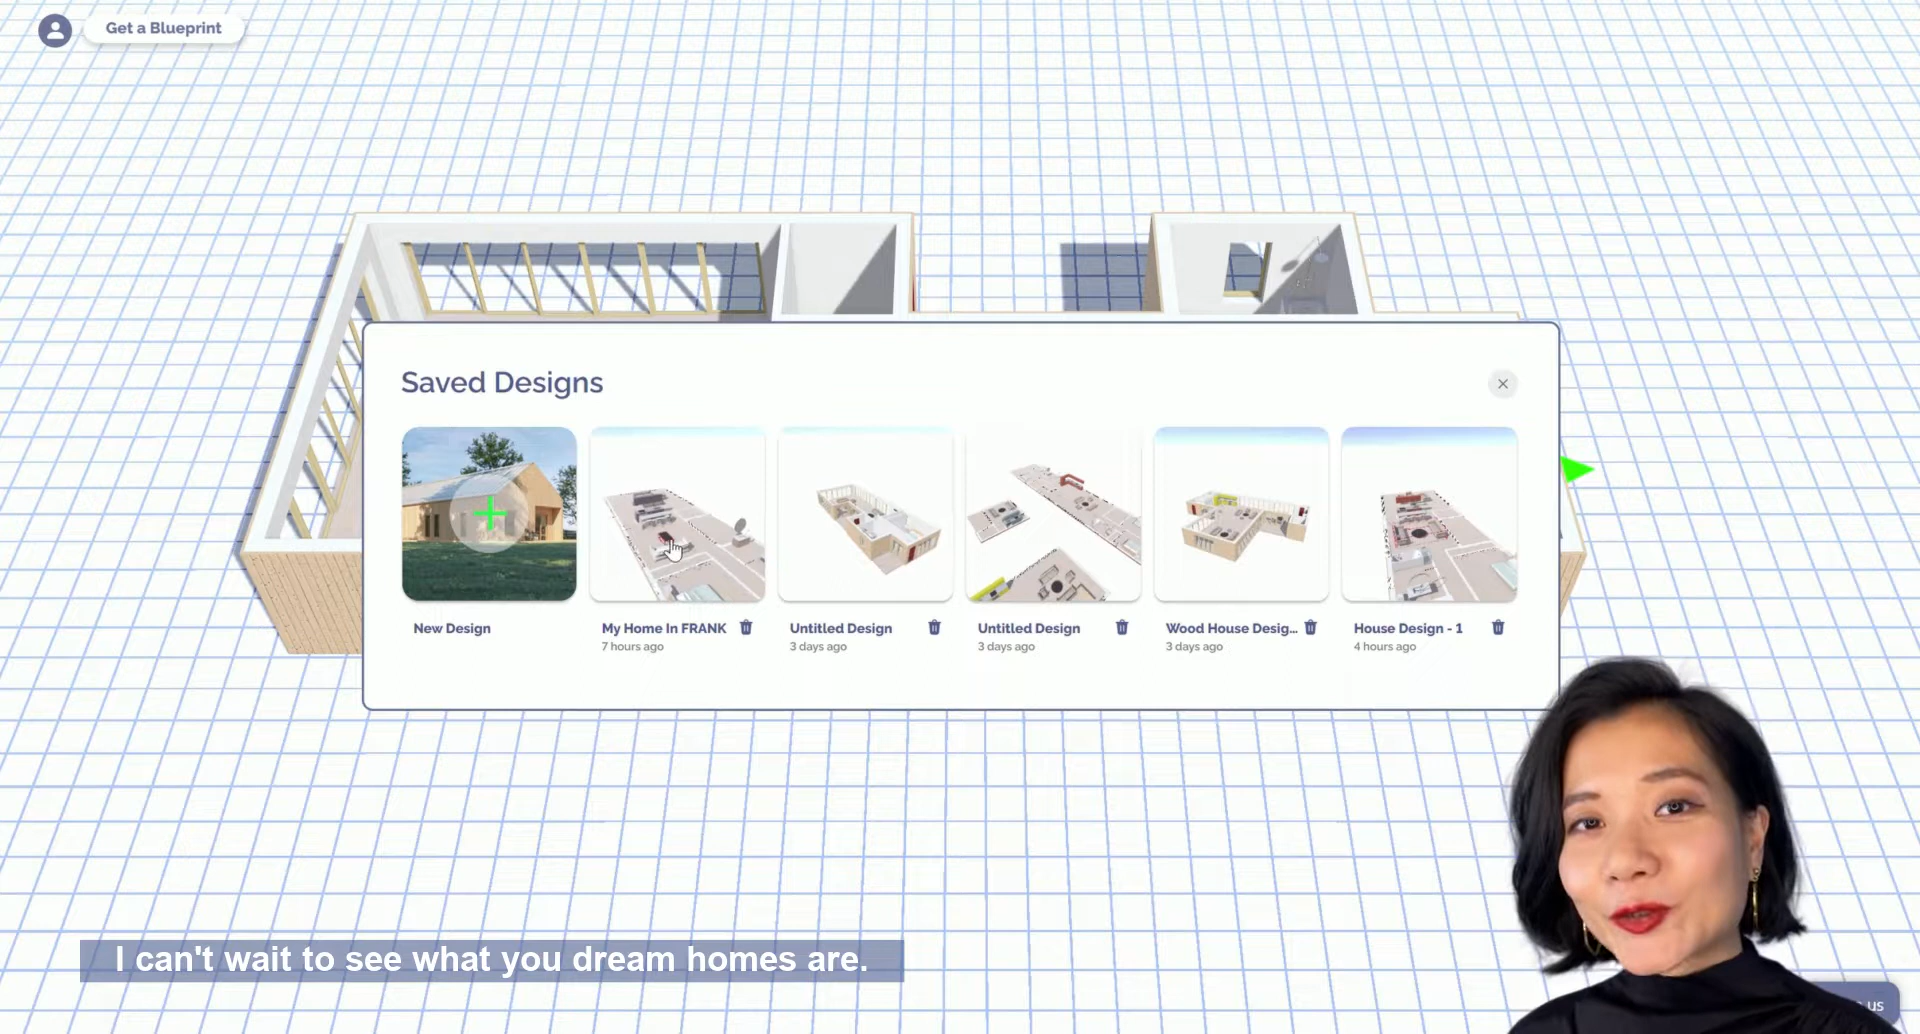 Get a Blueprint
Saved Designs
New Design
My Home In FRANK
7 hours ago
Untitled Design
3 days ago
Untitled Design
3 days ago
Wood House Desig...
3 days ago
House Design - 1
4 hours ago
I can't wait to see what you dream homes are.
us